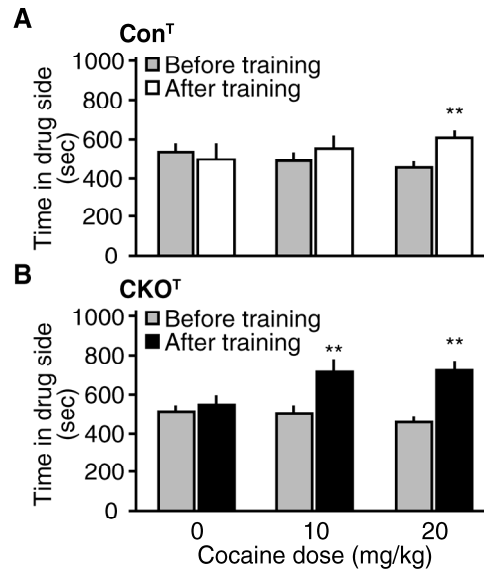 A
Con^T
1000
Before training
After training
800
**
600
400
200
0
Time in drug side
(sec)
B
CKO^T
1000
Before training
After training
800
**
**
600
400
200
0
Time in drug side
(sec)
0 10 20
Cocaine dose (mg/kg)